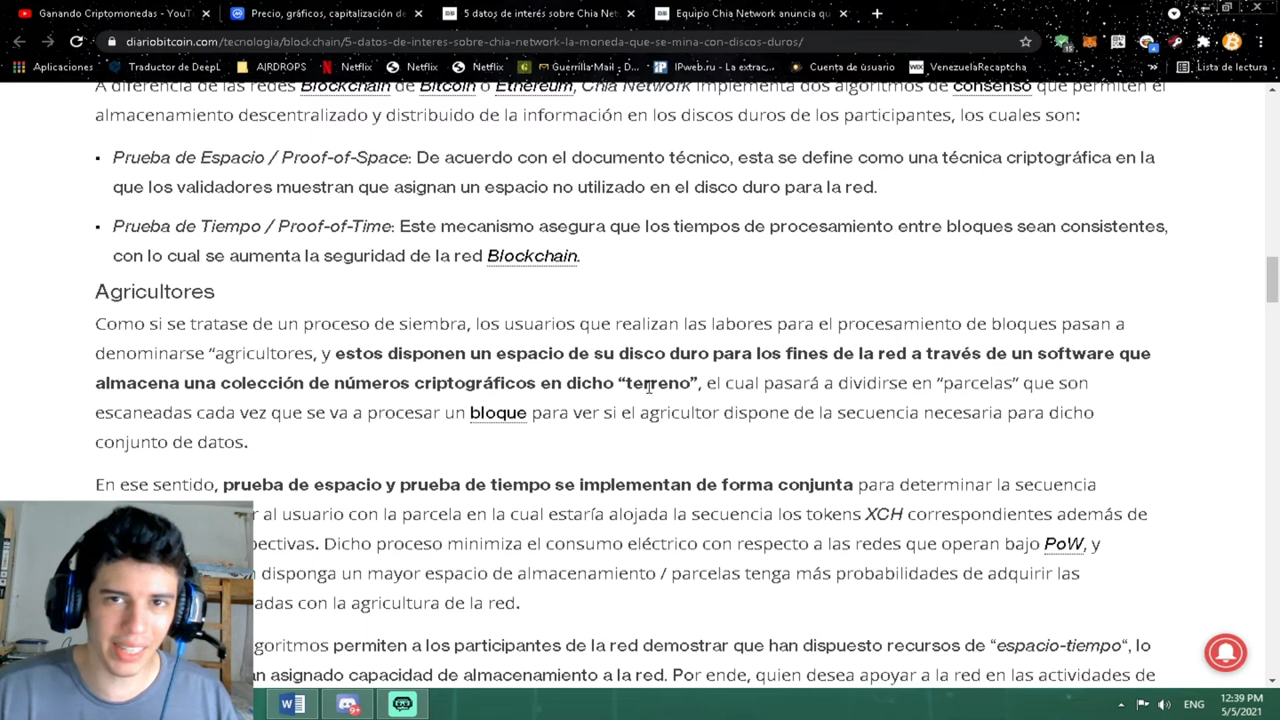 Ganando Criptomonedas - YouT
Precio, gráficos, capitalización de
5 datos de interés sobre Chia Net
Equipo Chia Network anuncia qu
diariobitcoin.com/tecnologia/blockchain/5-datos-de-interes-sobre-chia-network-la-moneda-que-se-mina-con-discos-duros/
15
Aplicaciones
Traductor de DeepL
AIRDROPS
Netflix
Netflix
Netflix
Guerrilla Mail - D...
IPweb.ru - La extrac...
Cuenta de usuario
WIX
VenezuelaRecaptcha
Lista de lectura
A diferencia de las redes Blockchain de Bitcoin o Ethereum, Chia Network implementa dos algoritmos de consenso que permiten el
almacenamiento descentralizado y distribuido de la información en los discos duros de los participantes, los cuales son:
▪ Prueba de Espacio / Proof-of-Space: De acuerdo con el documento técnico, esta se define como una técnica criptográfica en la
que los validadores muestran que asignan un espacio no utilizado en el disco duro para la red.
▪ Prueba de Tiempo / Proof-of-Time: Este mecanismo asegura que los tiempos de procesamiento entre bloques sean consistentes,
con lo cual se aumenta la seguridad de la red Blockchain.
Agricultores
Como si se tratase de un proceso de siembra, los usuarios que realizan las labores para el procesamiento de bloques pasan a
denominarse “agricultores, y estos disponen un espacio de su disco duro para los fines de la red a través de un software que
almacena una colección de números criptográficos en dicho “terreno”, el cual pasará a dividirse en “parcelas” que son
escaneadas cada vez que se va a procesar un bloque para ver si el agricultor dispone de la secuencia necesaria para dicho
conjunto de datos.
En ese sentido, prueba de espacio y prueba de tiempo se implementan de forma conjunta para determinar la secuencia
r al usuario con la parcela en la cual estaría alojada la secuencia los tokens XCH correspondientes además de
pectivas. Dicho proceso minimiza el consumo eléctrico con respecto a las redes que operan bajo PoW, y
n disponga un mayor espacio de almacenamiento / parcelas tenga más probabilidades de adquirir las
adas con la agricultura de la red.
goritmos permiten a los participantes de la red demostrar que han dispuesto recursos de “espacio-tiempo“, lo
an asignado capacidad de almacenamiento a la red. Por ende, quien desea apoyar a la red en las actividades de
ENG
12:39 PM
5/5/2021